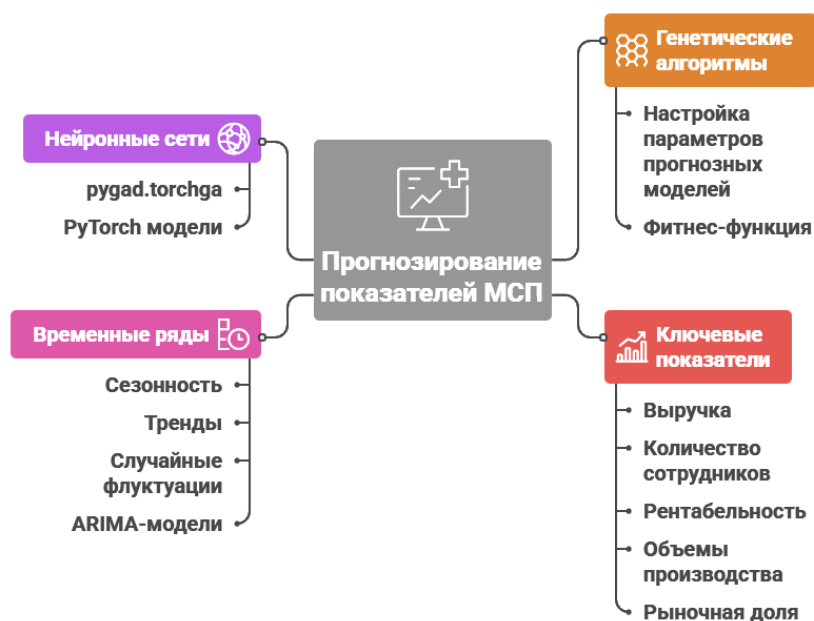 Генетические
алгоритмы
Настройка
параметров
прогнозных
моделей
Фитнес-функция
Нейронные сети
pygad.torchga
PyTorch модели
Прогнозирование
показателей МСП
Временные ряды
Сезонность
Тренды
Случайные
флуктуации
ARIMA-модели
Ключевые
показатели
Выручка
Количество
сотрудников
Рентабельность
Объемы
производства
Рыночная доля